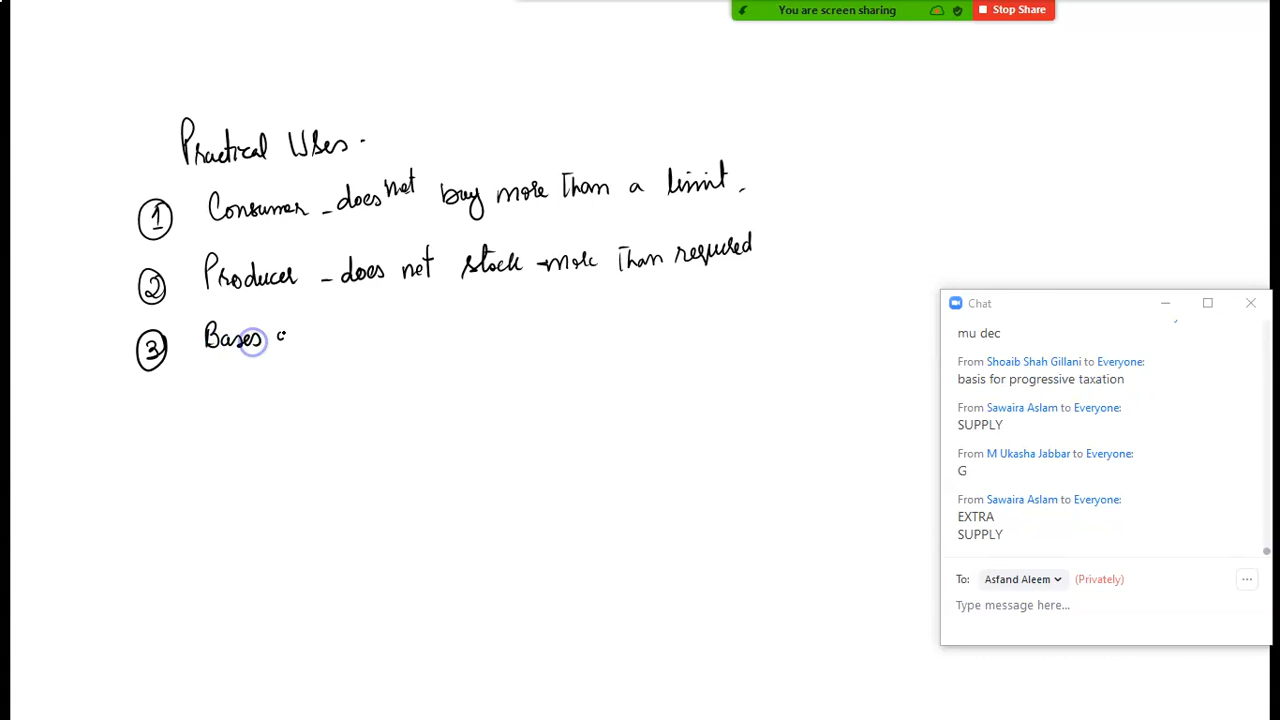 You are screen sharing
Stop Share
Practical Uses.
① Consumer - does not buy more than a limit.
② Producer - does not stock more than required
③ Bases
Chat
mu dec
From Shoaib Shah Gillani to Everyone:
basis for progressive taxation
From Sawaira Aslam to Everyone:
SUPPLY
From M Ukasha Jabbar to Everyone:
G
From Sawaira Aslam to Everyone:
EXTRA
SUPPLY
To: Asfand Aleem (Privately)
Type message here...